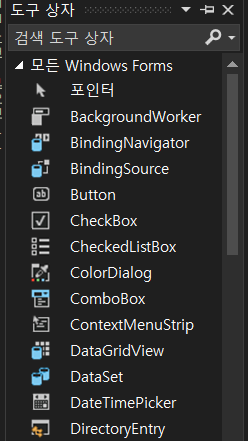 도구 상자
검색 도구 상자
모든 Windows Forms
포인터
BackgroundWorker
BindingNavigator
BindingSource
Button
CheckBox
CheckedListBox
ColorDialog
ComboBox
ContextMenuStrip
DataGridView
DataSet
DateTimePicker
DirectoryEntry